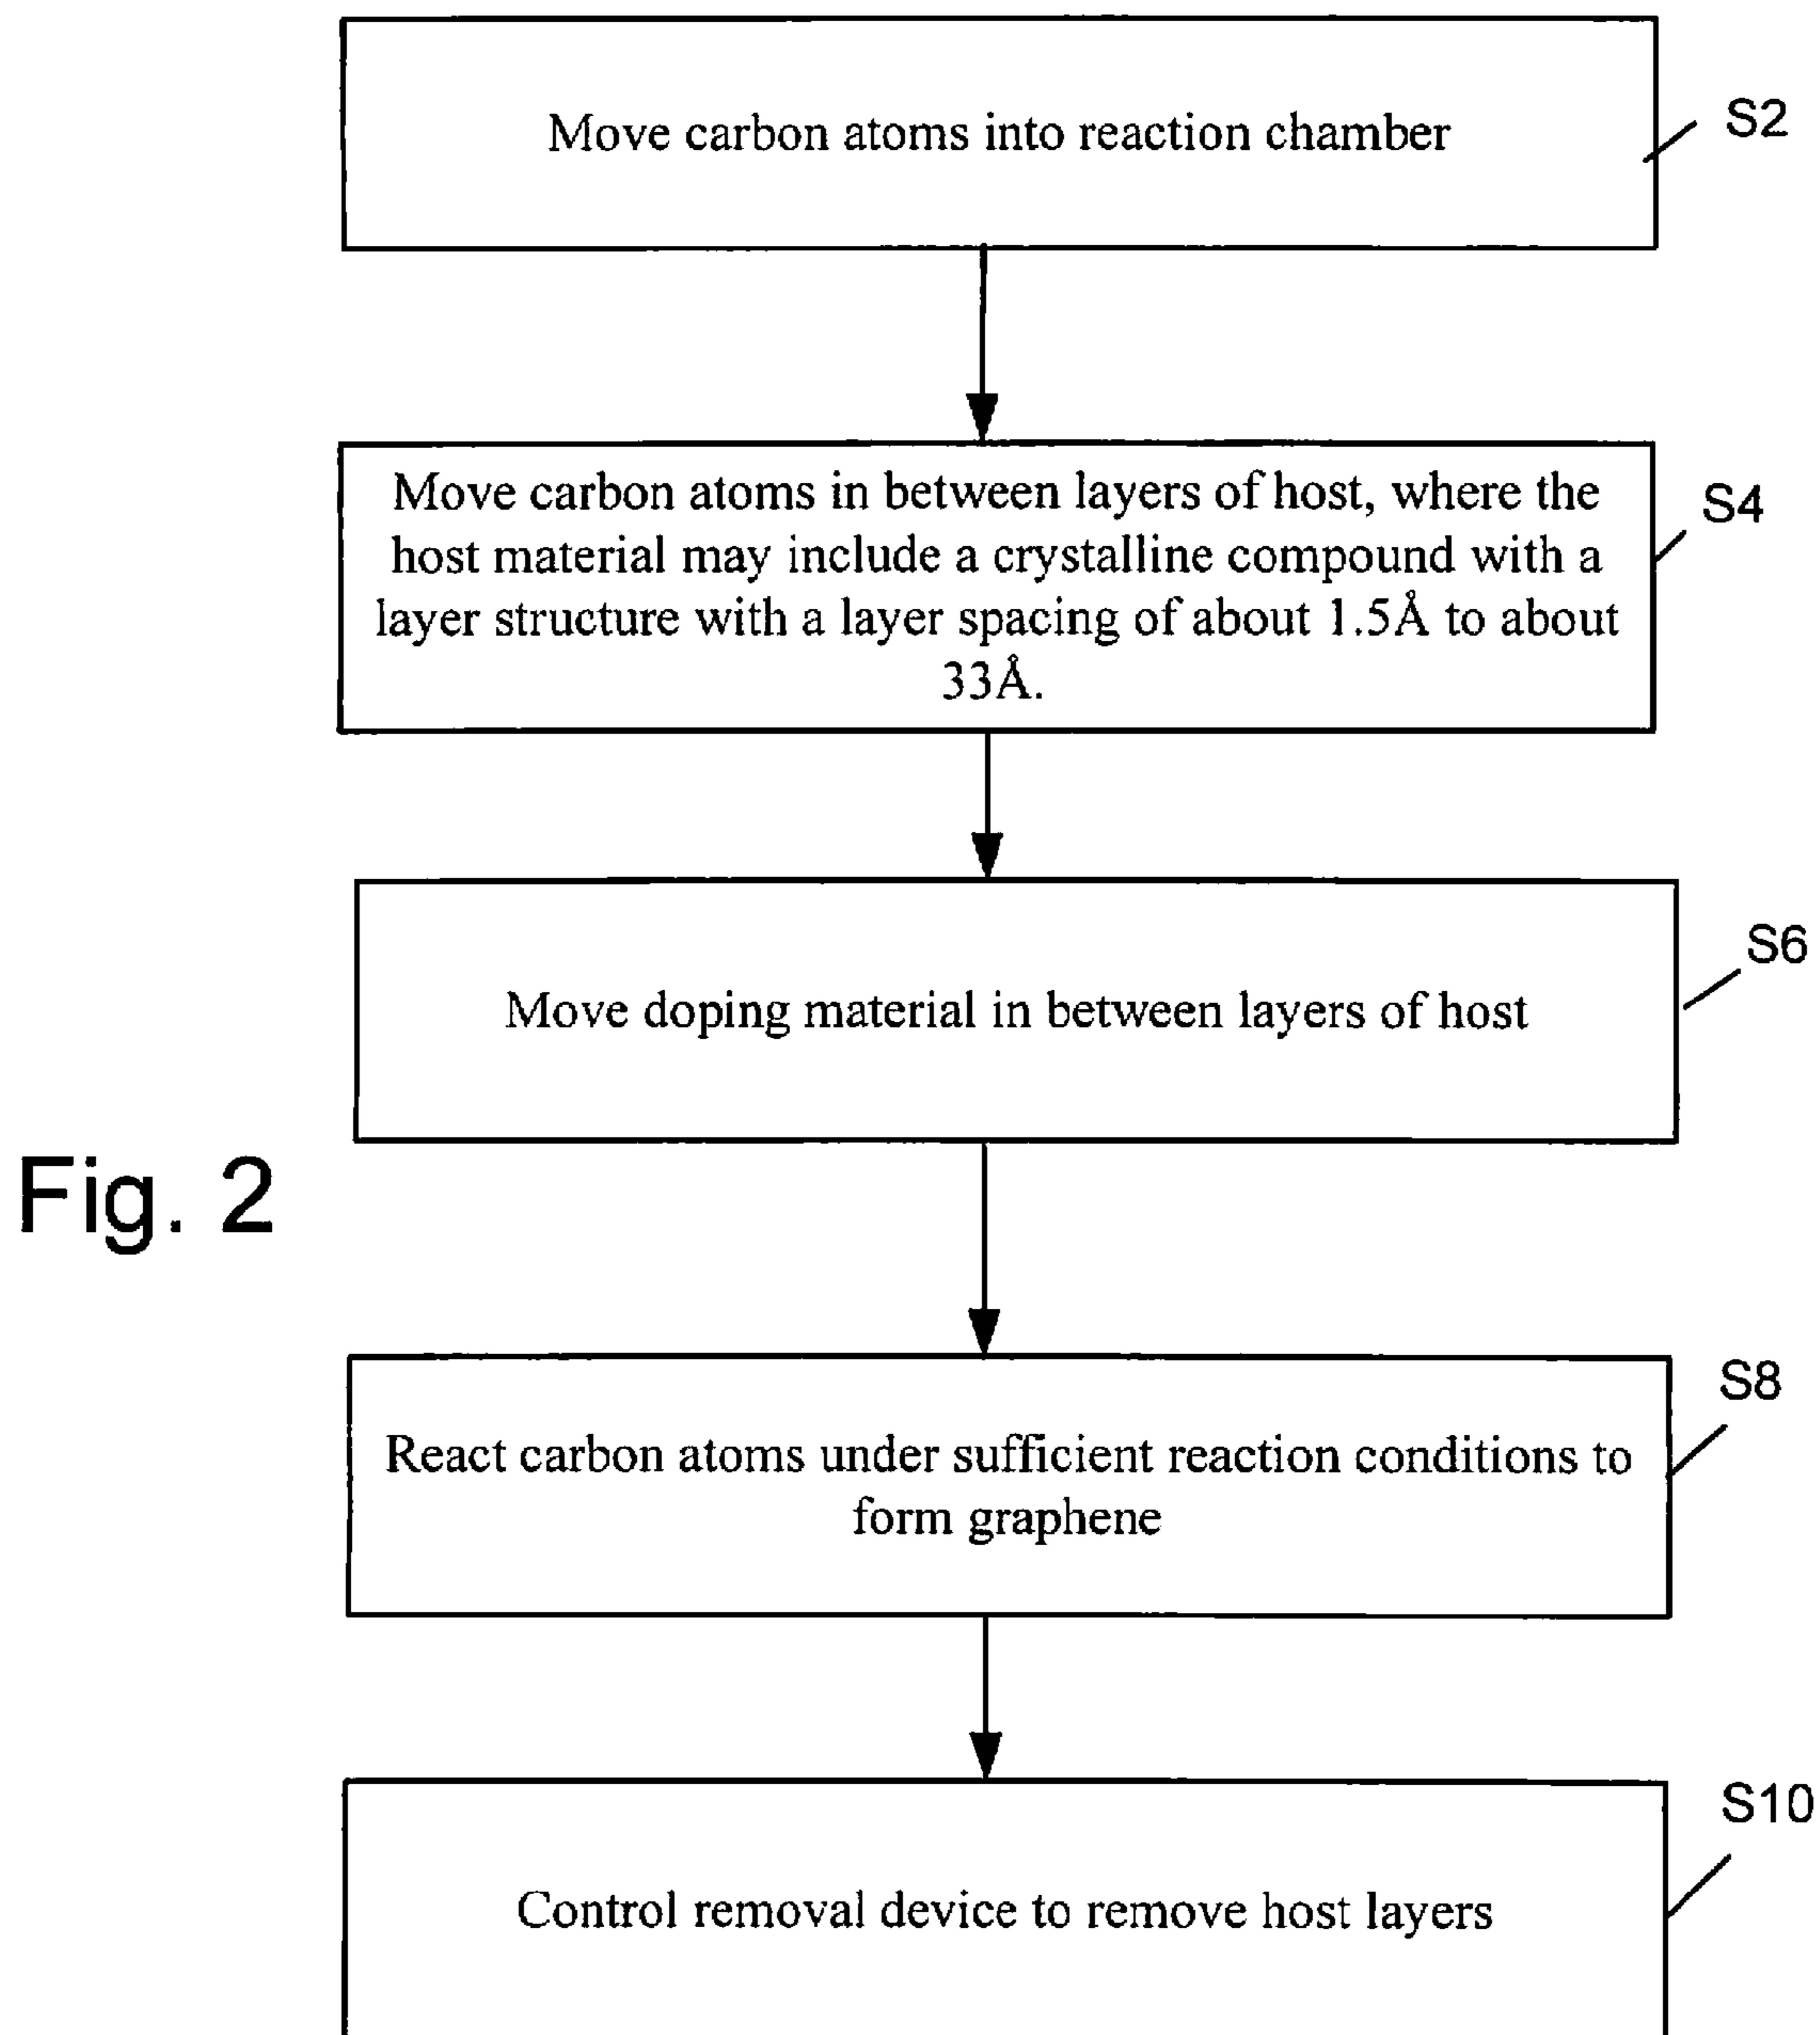 Move carbon atoms into reaction chamber
S2
Move carbon atoms in between layers of host, where the
host material may include a crystalline compound with a
layer structure with a layer spacing of about 1.5Å to about
33Å.
S4
Move doping material in between layers of host
S6
Fig. 2
React carbon atoms under sufficient reaction conditions to
form graphene
S8
Control removal device to remove host layers
S10